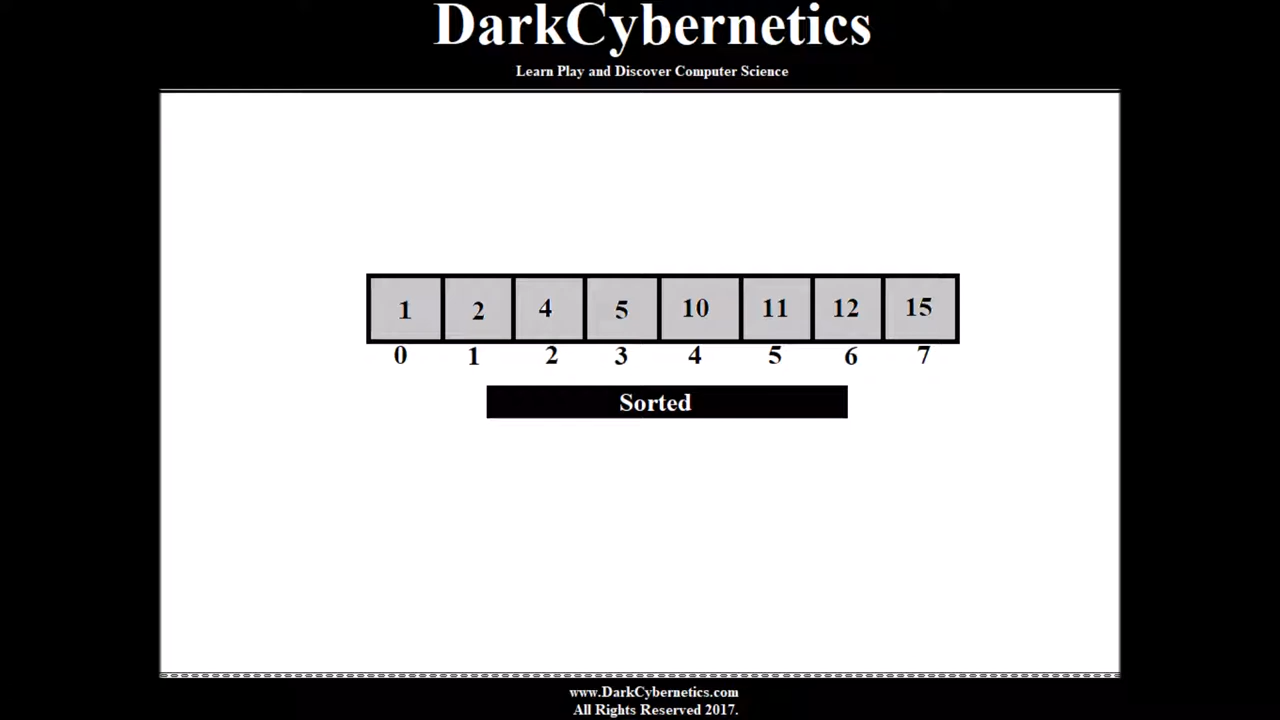 DarkCybernetics
Learn Play and Discover Computer Science
1 2 4 5 10 11 12 15
0 1 2 3 4 5 6 7
Sorted
www.DarkCybernetics.com
All Rights Reserved 2017.